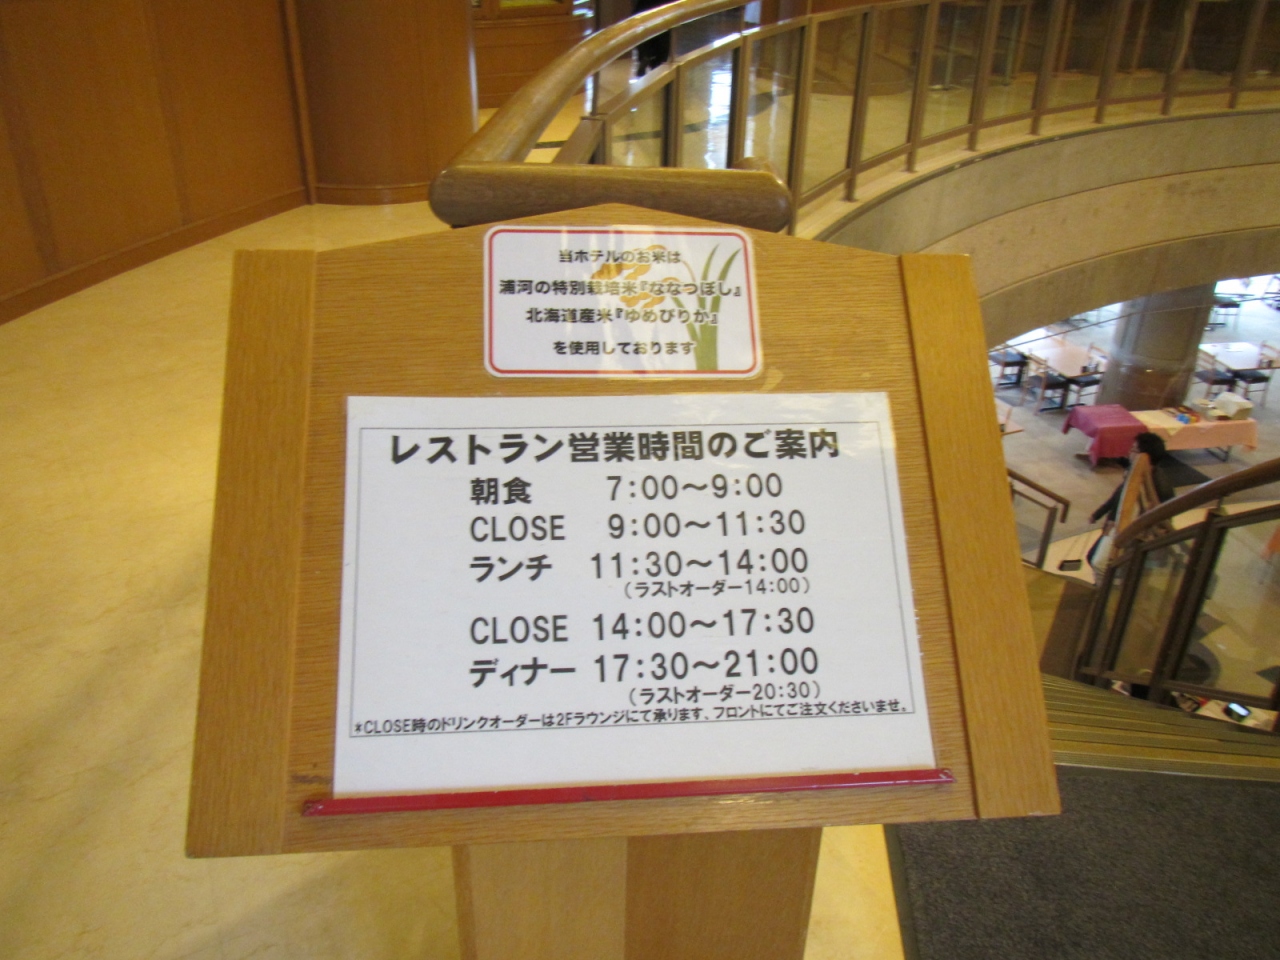 当ホテルのお米は
浦河の特別栽培米『ななつぼし』
北海道産米『ゆめぴりか』
を使用しております
レストラン営業時間のご案内
朝食 7:00～9:00
CLOSE 9:00～11:30
ランチ 11:30～14:00
(ラストオーダー14:00)
CLOSE 14:00～17:30
ディナー 17:30～21:00
(ラストオーダー20:30)
*CLOSE時のドリンクオーダーは2Fラウンジにて承ります、フロントにてご注文くださいませ。